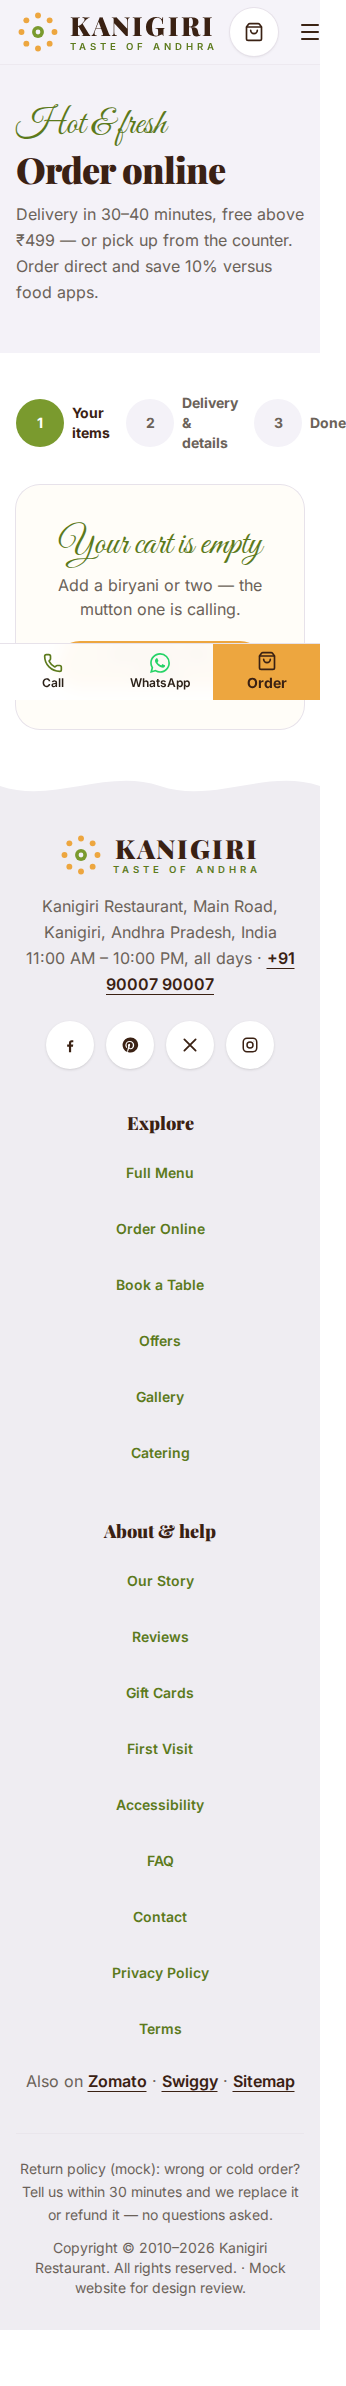 KANIGIRI
TASTE OF ANDHRA
Hot & fresh
Order online
Delivery in 30–40 minutes, free above
₹499 — or pick up from the counter.
Order direct and save 10% versus
food apps.
1
Your
items
2
Delivery
&
details
3
Done
Your cart is empty
Add a biryani or two — the
mutton one is calling.
Call
WhatsApp
Order
KANIGIRI
TASTE OF ANDHRA
Kanigiri Restaurant, Main Road,
Kanigiri, Andhra Pradesh, India
11:00 AM – 10:00 PM, all days · +91
90007 90007
Explore
Full Menu
Order Online
Book a Table
Offers
Gallery
Catering
About & help
Our Story
Reviews
Gift Cards
First Visit
Accessibility
FAQ
Contact
Privacy Policy
Terms
Also on Zomato · Swiggy · Sitemap
Return policy (mock): wrong or cold order?
Tell us within 30 minutes and we replace it
or refund it — no questions asked.
Copyright © 2010–2026 Kanigiri
Restaurant. All rights reserved. · Mock
website for design review.